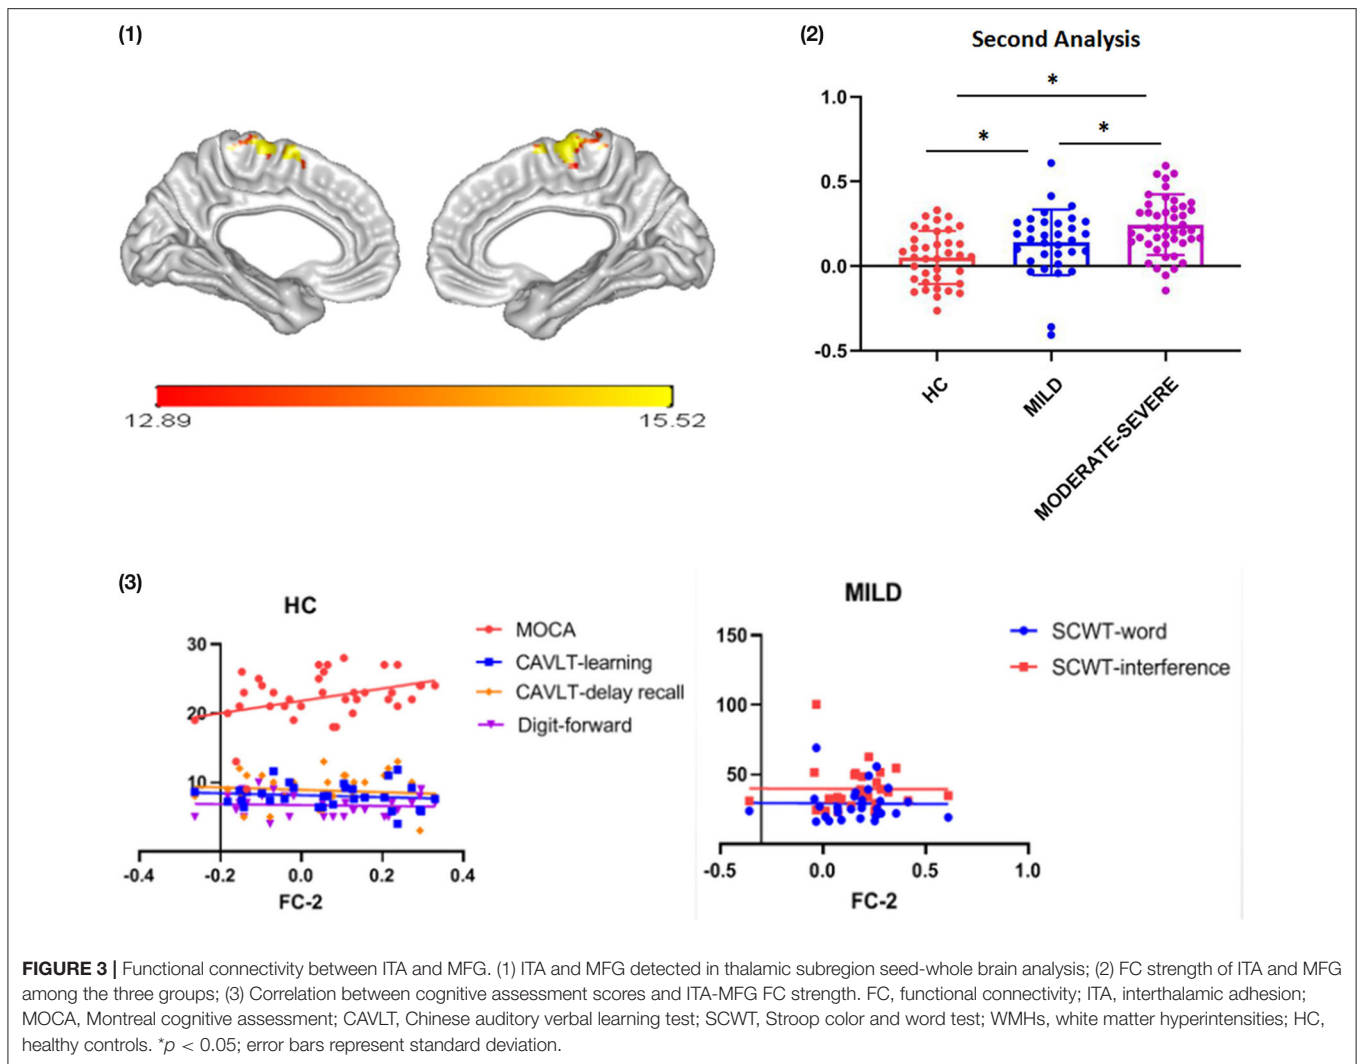 (1)
12.89
15.52
(2)
Second Analysis
*
*
*
1.0
0.5
0.0
-0.5
HC
MILD
MODERATE-SEVERE
(3)
HC
MOCA
CAVLT-learning
CAVLT-delay recall
Digit-forward
30
20
10
-0.4
-0.2
0.0
0.2
0.4
FC-2
MILD
SCWT-word
SCWT-interference
150
100
50
-0.5
0.0
0.5
1.0
FC-2
FIGURE 3 | Functional connectivity between ITA and MFG. (1) ITA and MFG detected in thalamic subregion seed-whole brain analysis; (2) FC strength of ITA and MFG
among the three groups; (3) Correlation between cognitive assessment scores and ITA-MFG FC strength. FC, functional connectivity; ITA, interthalamic adhesion;
MOCA, Montreal cognitive assessment; CAVLT, Chinese auditory verbal learning test; SCWT, Stroop color and word test; WMHs, white matter hyperintensities; HC,
healthy controls. *p < 0.05; error bars represent standard deviation.